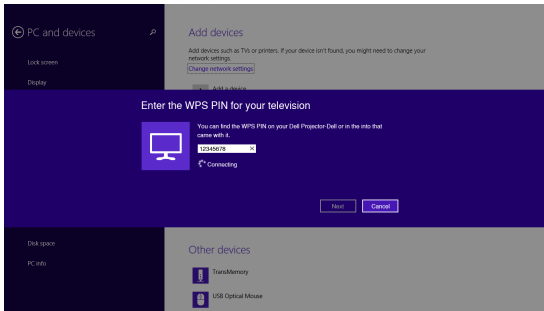 PC and devices
Lock screen
Display
Add devices
Add devices such as TVs or printers. If your device isn't found, you might need to change your
network settings.
Change network settings
Add a device
Enter the WPS PIN for your television
You can find the WPS PIN on your Dell Projector-Dell or in the into that
came with it.
12345678
Connecting
Next
Cancel
Disk space
PC info
Other devices
TransMemory
USB Optical Mouse